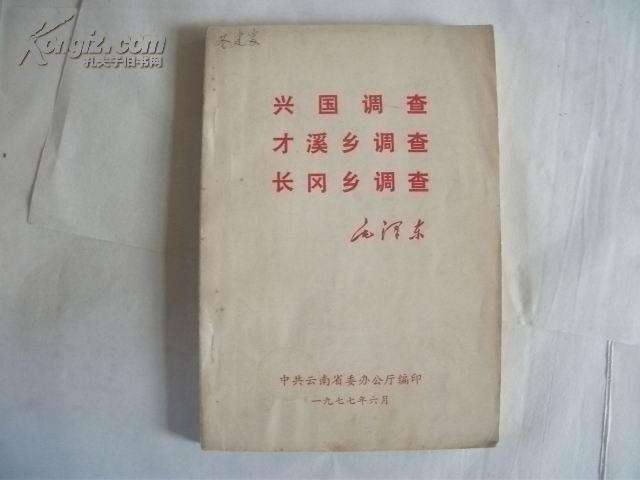 Kongfz.com
孔夫子旧书网
兴国调查
才溪乡调查
长冈乡调查
毛泽东
中共云南省委办公厅编印
一九七七年六月